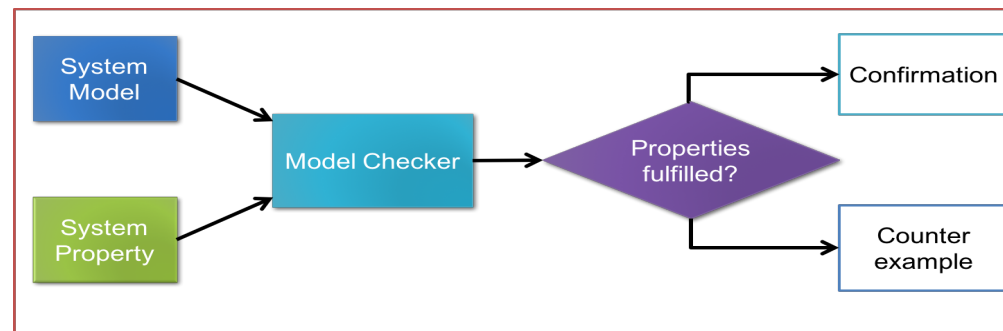 System
Model
System
Property
Model Checker
Properties
fulfilled?
Confirmation
Counter
example